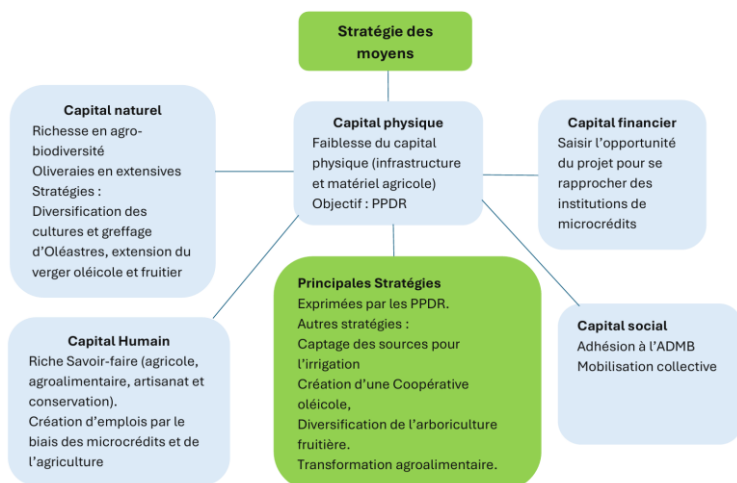 Stratégie des
moyens
Capital naturel
Richesse en agro-
biodiversité
Oliveraies en extensives
Stratégies :
Diversification des
cultures et greffage
d’Oléastres, extension du
verger oléicole et fruitier
Capital physique
Faiblesse du capital
physique (infrastructure
et matériel agricole)
Objectif : PPDR
Capital financier
Saisir l’opportunité
du projet pour se
rapprocher des
institutions de
microcrédits
Capital Humain
Riche Savoir-faire (agricole,
agroalimentaire, artisanat et
conservation).
Création d’emplois par le
biais des microcrédits et de
l’agriculture
Principales Stratégies
Exprimées par les PPDR.
Autres stratégies :
Captage des sources pour
l’irrigation
Création d’une Coopérative
oléicole,
Diversification de l’arboriculture
fruitière.
Transformation agroalimentaire.
Capital social
Adhésion à l’ADMB
Mobilisation collective